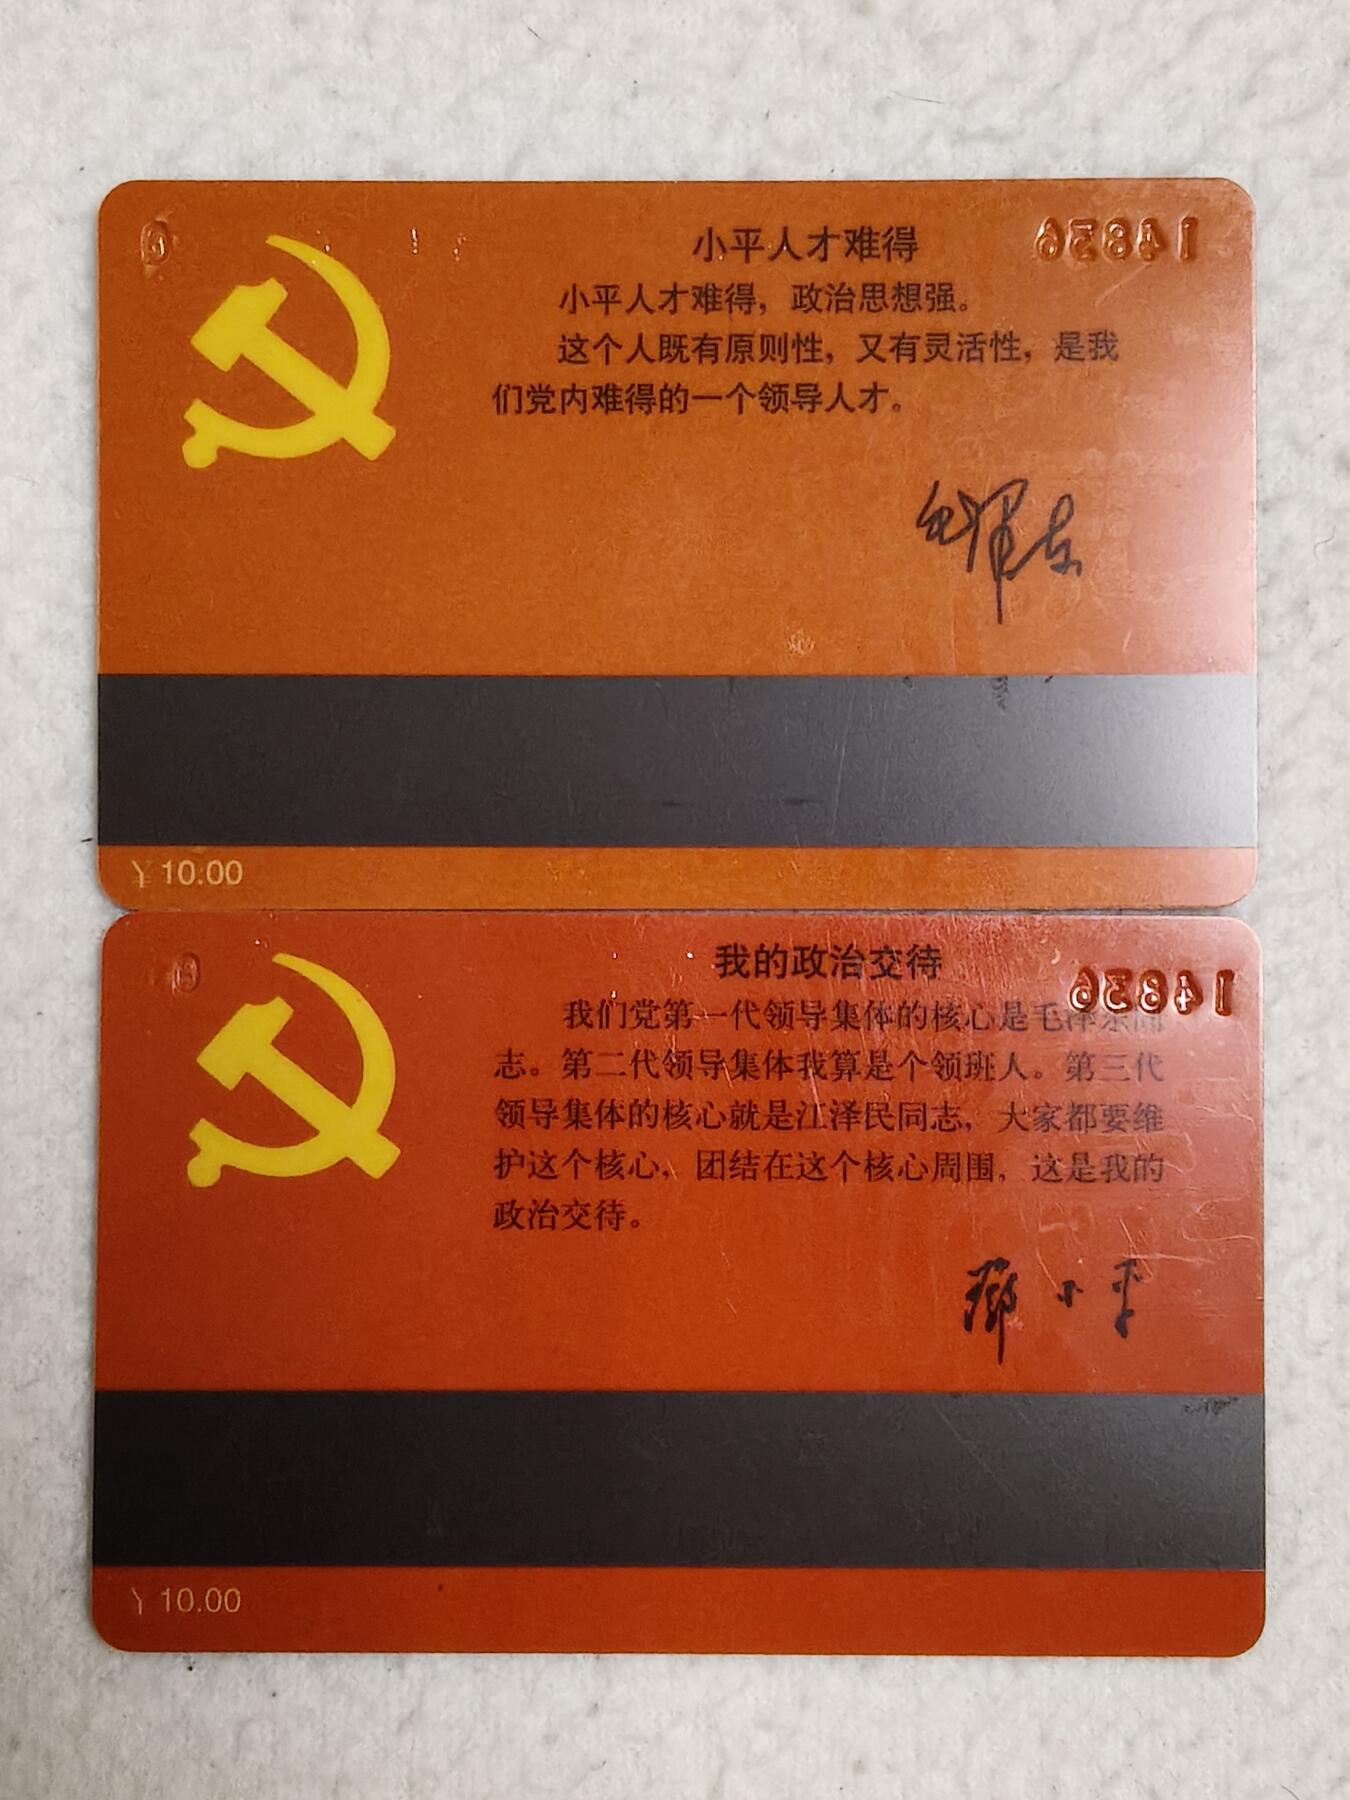 小平人才难得
小平人才难得，政治思想强。
这个人既有原则性，又有灵活性，是我
们党内难得的一个领导人才。
毛泽东
¥10.00
我的政治交待
我们党第一代领导集体的核心是毛泽东同
志。第二代领导集体我算是个领班人。第三代
领导集体的核心就是江泽民同志，大家都要维
护这个核心，团结在这个核心周围，这是我的
政治交待。
邓小平
¥10.00